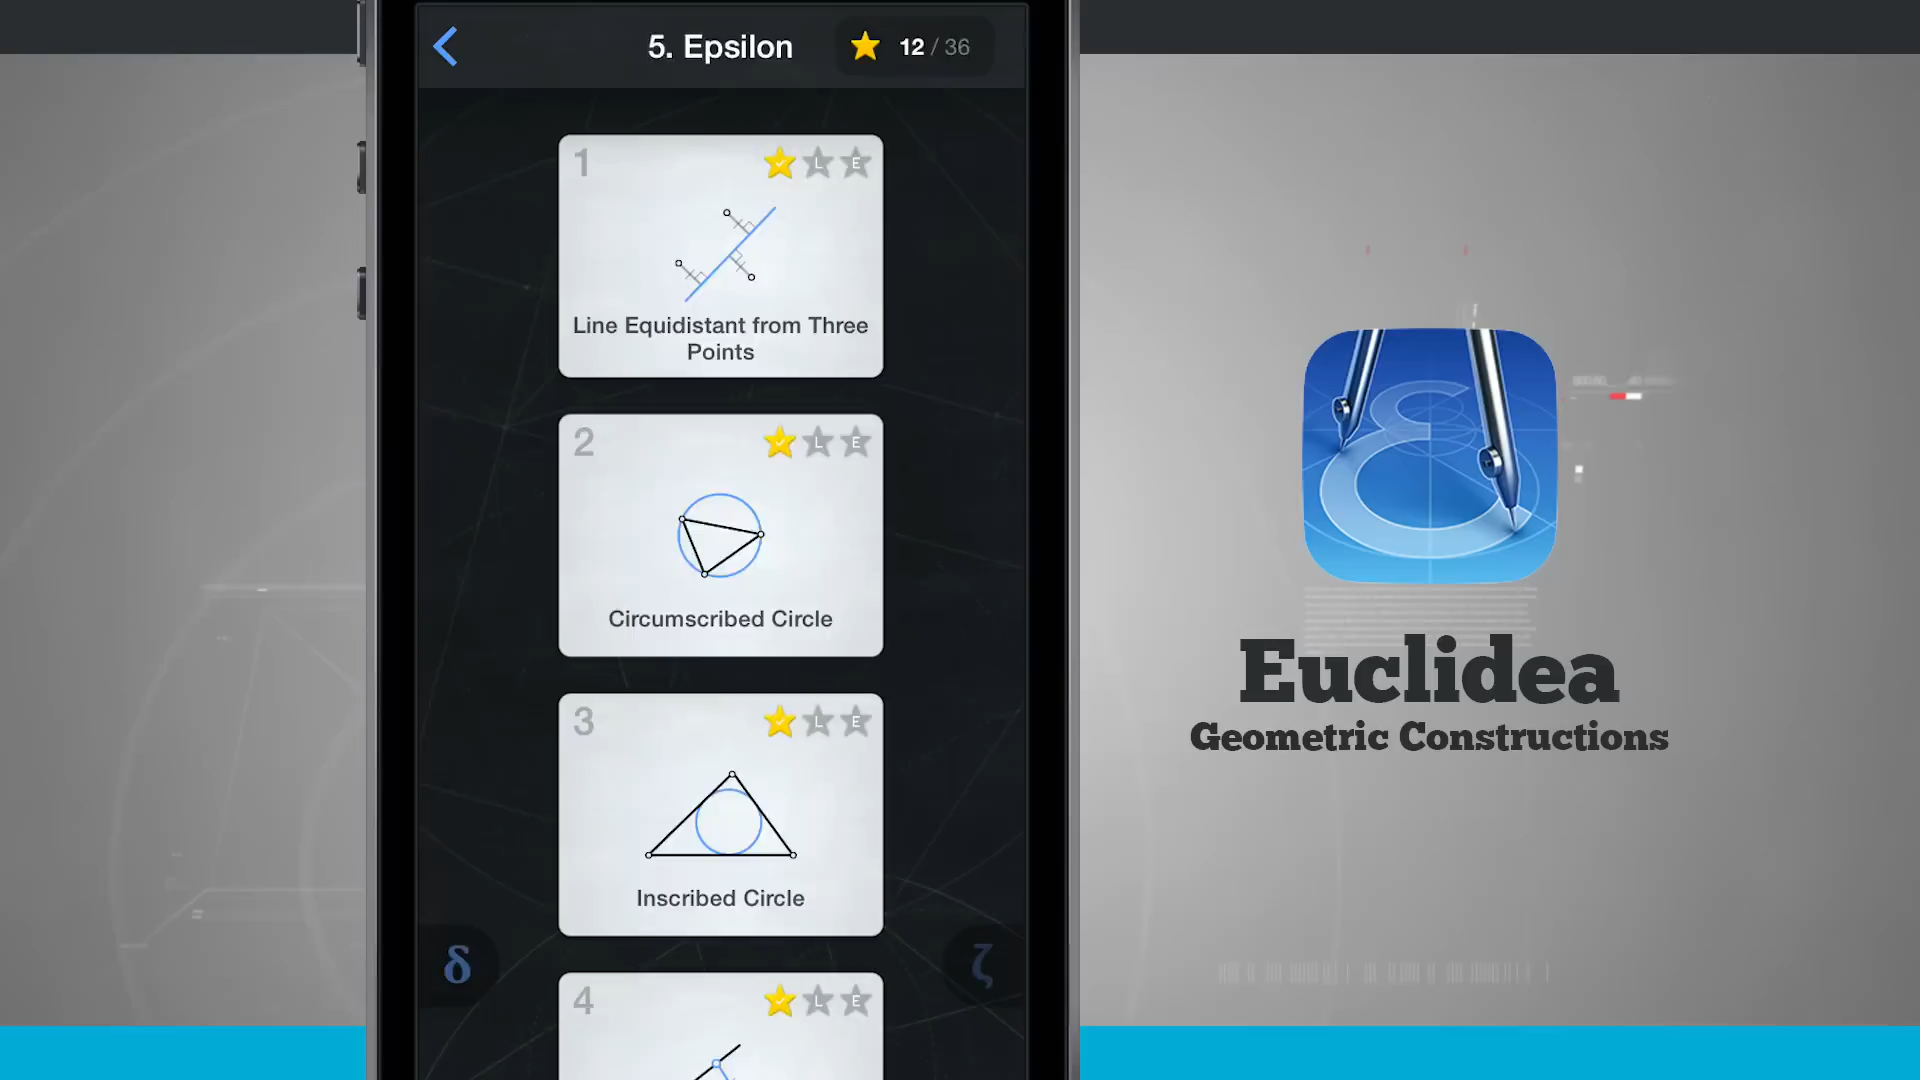 5. Epsilon
12 / 36
1
L E
Line Equidistant from Three
Points
2
L E
Circumscribed Circle
3
L E
Inscribed Circle
δ
ζ
4
L E
Euclidea
Geometric Constructions